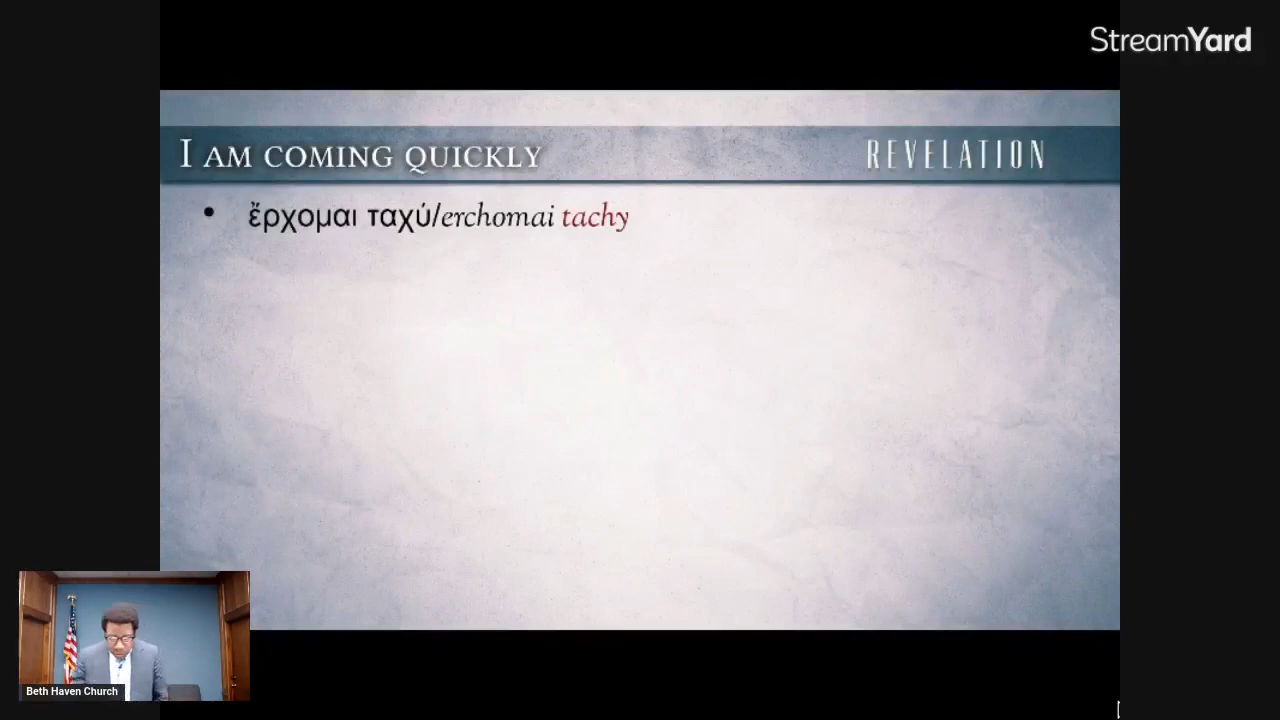 StreamYard
I AM COMING QUICKLY
REVELATION
• ἔρχομαι ταχύ/erchomai tachy
Beth Haven Church